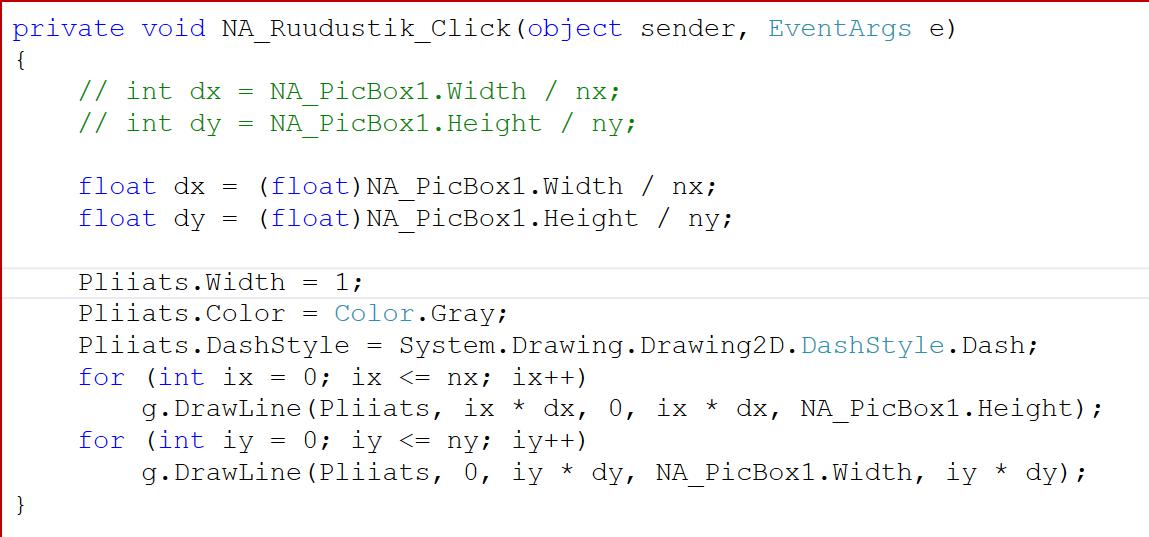 private void NA_Ruudustik_Click(object sender, EventArgs e)
{
// int dx = NA_PicBox1.Width / nx;
// int dy = NA_PicBox1.Height / ny;
float dx = (float)NA_PicBox1.Width / nx;
float dy = (float)NA_PicBox1.Height / ny;
Pliiats.Width = 1;
Pliiats.Color = Color.Gray;
Pliiats.DashStyle = System.Drawing.Drawing2D.DashStyle.Dash;
for (int ix = 0; ix <= nx; ix++)
g.DrawLine(Pliiats, ix * dx, 0, ix * dx, NA_PicBox1.Height);
for (int iy = 0; iy <= ny; iy++)
g.DrawLine(Pliiats, 0, iy * dy, NA_PicBox1.Width, iy * dy);
}